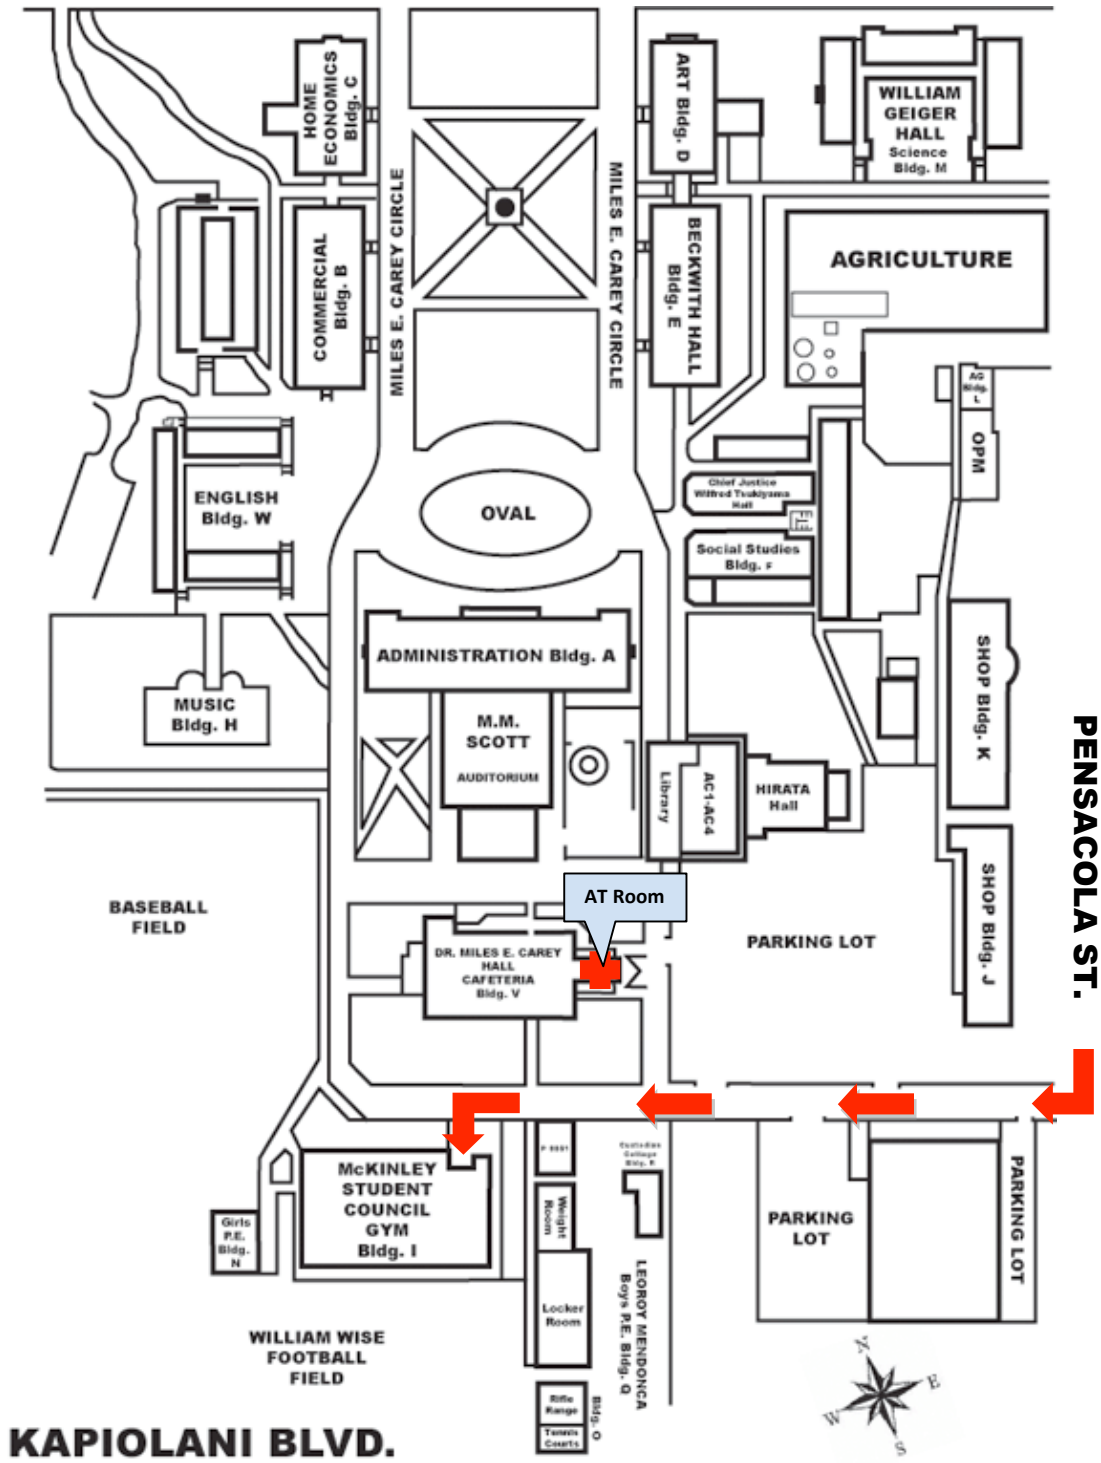 HOME
ECONOMICS
Bldg. C
ART Bldg. D
WILLIAM
GEIGER
HALL
Science
Bldg. M
MILES E. CAREY CIRCLE
MILES E. CAREY CIRCLE
COMMERCIAL
Bldg. B
BECKWITH HALL
Bldg. E
AGRICULTURE
AG
Bldg.
L
OPM
ENGLISH
Bldg. W
OVAL
Chief Justice
Wilfred Tsukiyama
Hall
Social Studies
Bldg. F
ADMINISTRATION Bldg. A
SHOP Bldg. K
MUSIC
Bldg. H
M.M.
SCOTT
AUDITORIUM
Library
AC1-AC4
HIRATA
Hall
PENSACOLA ST.
AT Room
BASEBALL
FIELD
PARKING LOT
SHOP Bldg. J
DR. MILES E. CAREY
HALL
CAFETERIA
Bldg. V
Custodian
Cottage
Bldg. R
McKINLEY
STUDENT
COUNCIL
GYM
Bldg. I
Weight
Room
PARKING
LOT
PARKING LOT
Girls
P.E.
Bldg.
N
LEOROY MENDONCA
Boys P.E. Bldg. Q
Locker
Room
WILLIAM WISE
FOOTBALL
FIELD
Rifle
Range
Tennis
Courts
Bldg. O
N
E
W
S
KAPIOLANI BLVD.